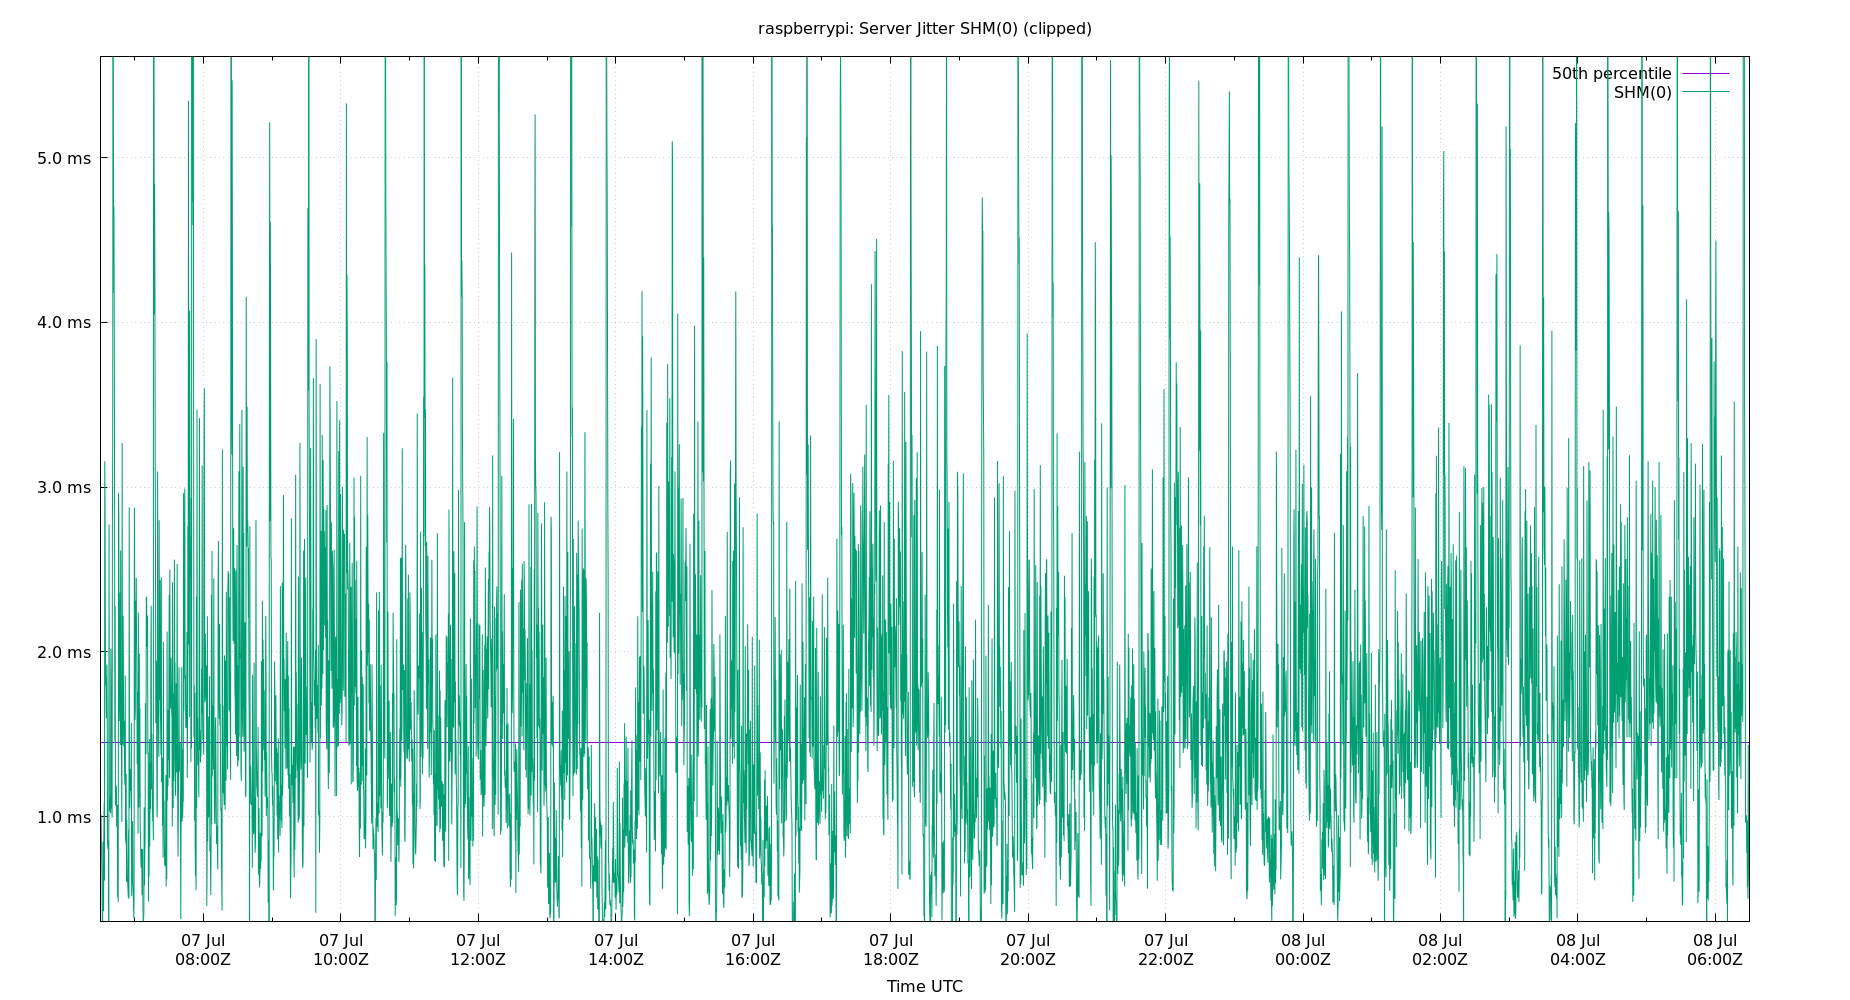 raspberrypi: Server Jitter SHM(0) (clipped)
50th percentile
SHM(0)
5.0 ms
4.0 ms
3.0 ms
2.0 ms
1.0 ms
07 Jul 07 Jul 07 Jul 07 Jul 07 Jul 07 Jul 07 Jul 07 Jul 08 Jul 08 Jul 08 Jul 08 Jul
08:00Z 10:00Z 12:00Z 14:00Z 16:00Z 18:00Z 20:00Z 22:00Z 00:00Z 02:00Z 04:00Z 06:00Z
Time UTC